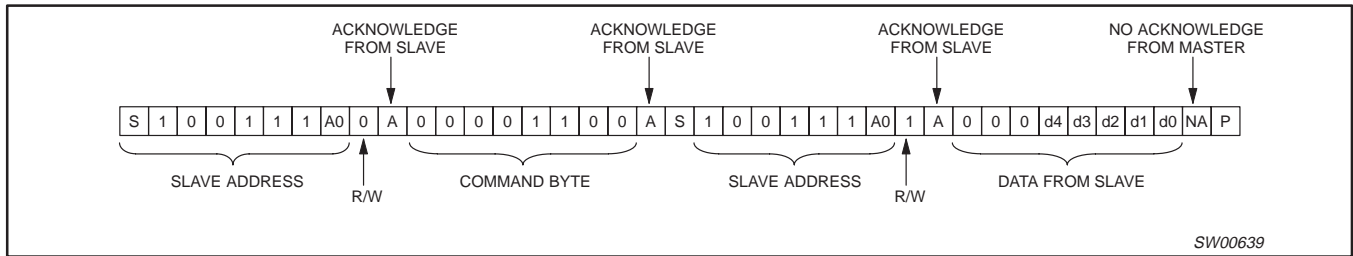 ACKNOWLEDGE FROM SLAVE
ACKNOWLEDGE FROM SLAVE
ACKNOWLEDGE FROM SLAVE
NO ACKNOWLEDGE FROM MASTER
S 1 0 0 1 1 1 A0 0 A 0 0 0 0 1 1 0 0 A S 1 0 0 1 1 1 A0 1 A 0 0 0 d4 d3 d2 d1 d0 NA P
SLAVE ADDRESS
R/W
COMMAND BYTE
SLAVE ADDRESS
R/W
DATA FROM SLAVE
SW00639